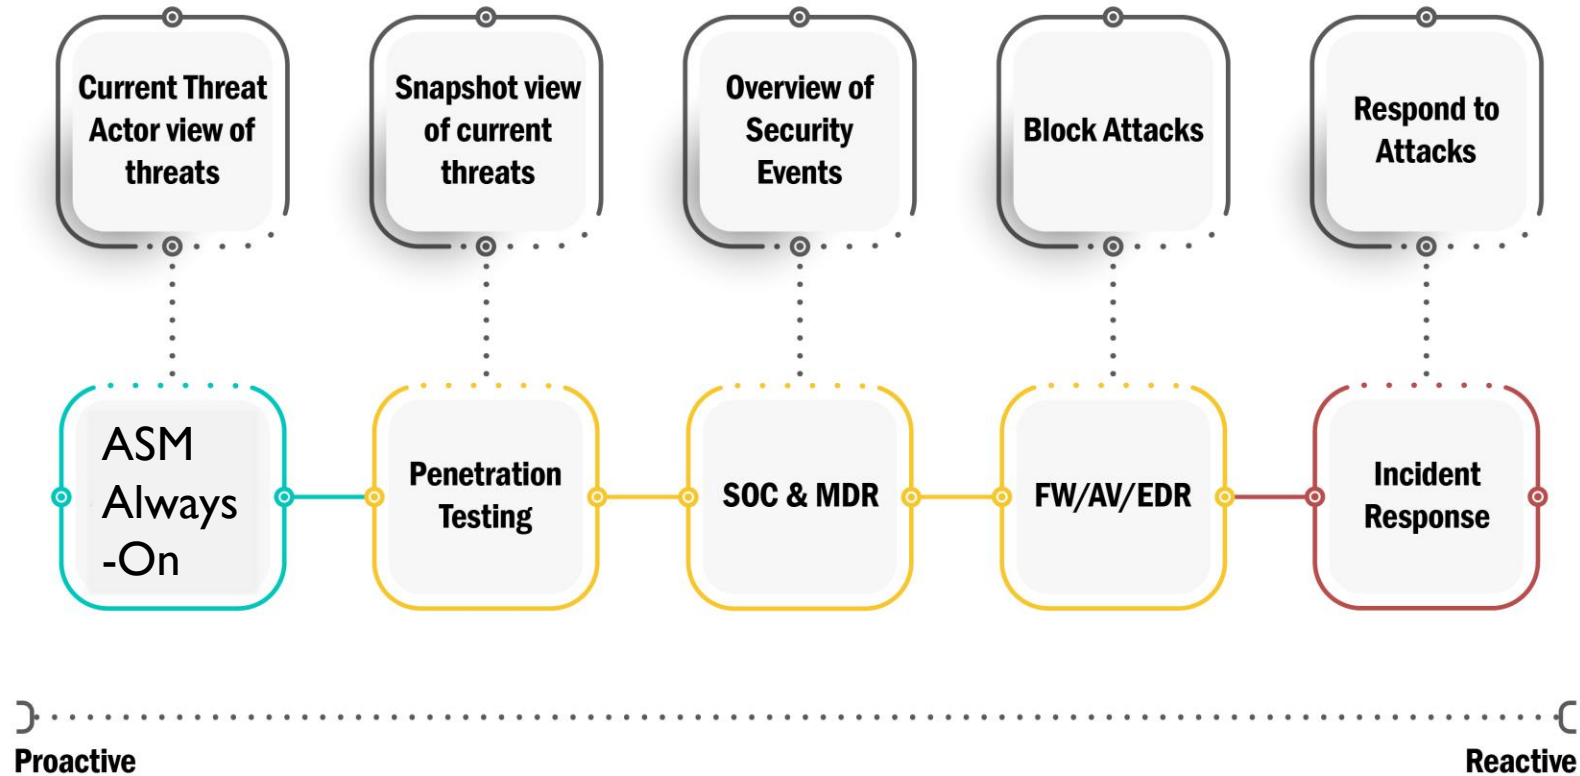 Current Threat
Actor view of
threats
Snapshot view
of current
threats
Overview of
Security
Events
Block Attacks
Respond to
Attacks
ASM
Always
-On
Penetration
Testing
SOC & MDR
FW/AV/EDR
Incident
Response
Proactive
Reactive